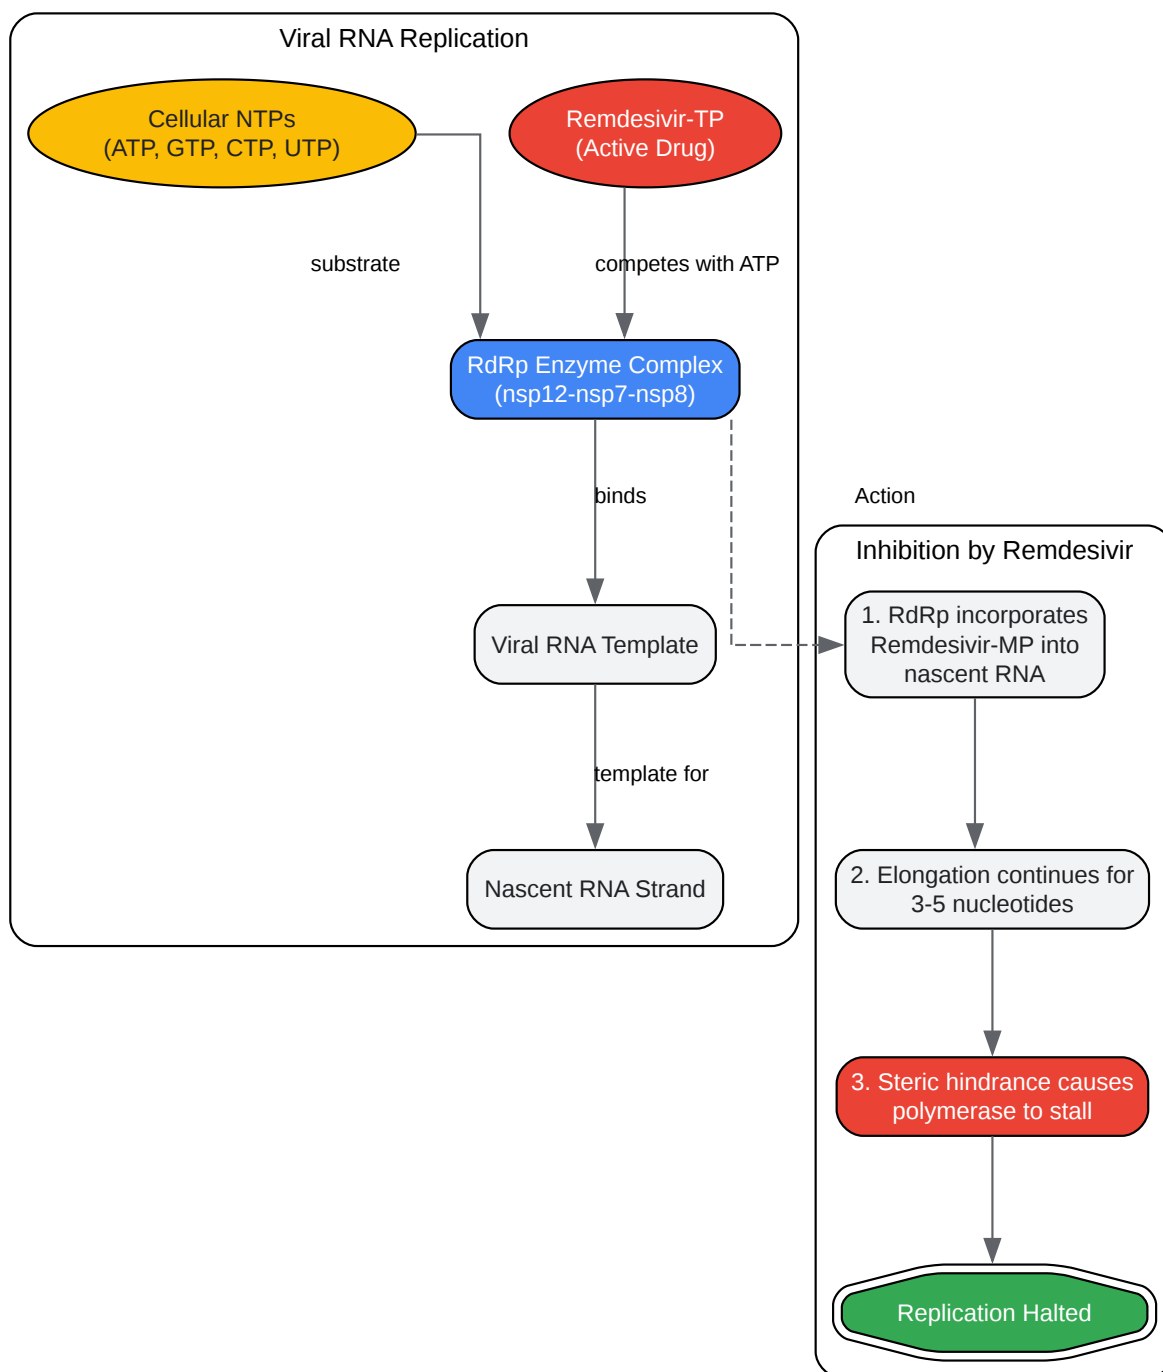 Viral RNA Replication
Cellular NTPs
(ATP, GTP, CTP, UTP)
Remdesivir-TP
(Active Drug)
substrate
competes with ATP
RdRp Enzyme Complex
(nsp12-nsp7-nsp8)
binds
Action
Viral RNA Template
template for
Nascent RNA Strand
Inhibition by Remdesivir
1. RdRp incorporates
Remdesivir-MP into
nascent RNA
2. Elongation continues for
3-5 nucleotides
3. Steric hindrance causes
polymerase to stall
Replication Halted